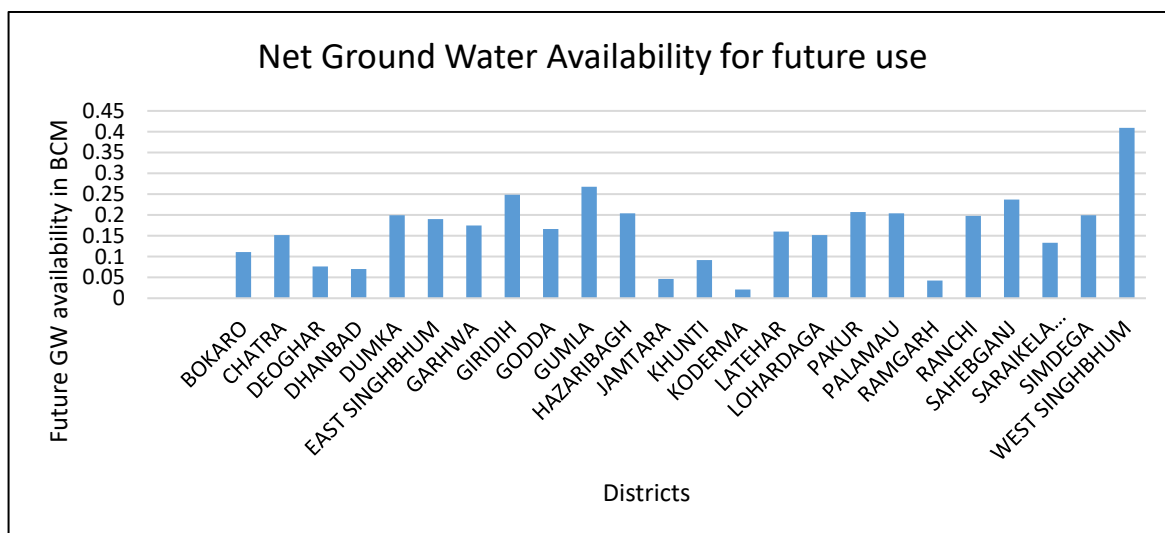 Net Ground Water Availability for future use
Future GW availability in BCM
0.45
0.4
0.35
0.3
0.25
0.2
0.15
0.1
0.05
0
BOKARO
CHATRA
DEOGHAR
DHANBAD
DUMKA
EAST SINGHBHUM
GARHWA
GIRIDIH
GODDA
GUMLA
HAZARIBAGH
JAMTARA
KHUNTI
KODERMA
LATEHAR
LOHARDAGA
PAKUR
PALAMAU
RAMGARH
RANCHI
SAHEBGANJ
SARAIKELA...
SIMDEGA
WEST SINGHBHUM
Districts